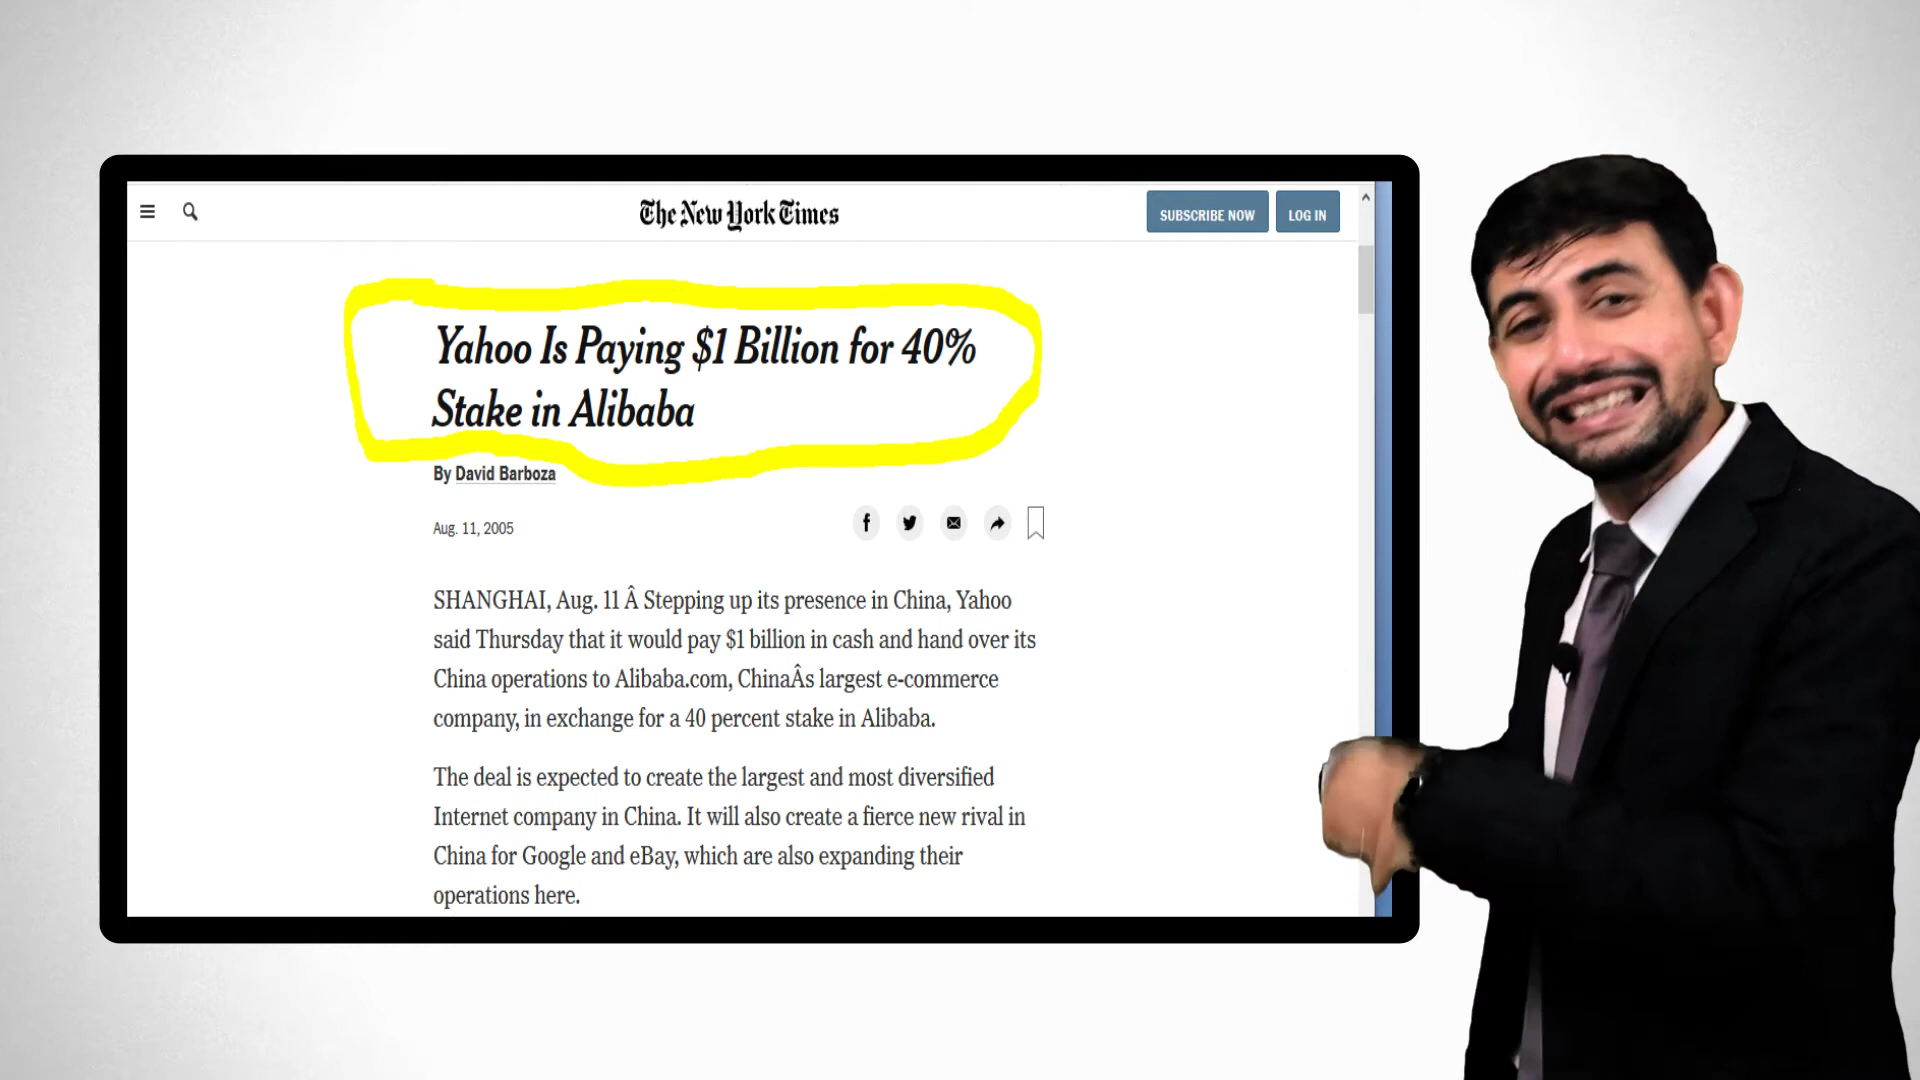 The New York Times
SUBSCRIBE NOW
LOG IN
Yahoo Is Paying $1 Billion for 40%
Stake in Alibaba
By David Barboza
Aug. 11, 2005
SHANGHAI, Aug. 11 Â Stepping up its presence in China, Yahoo
said Thursday that it would pay $1 billion in cash and hand over its
China operations to Alibaba.com, ChinaÂs largest e-commerce
company, in exchange for a 40 percent stake in Alibaba.
The deal is expected to create the largest and most diversified
Internet company in China. It will also create a fierce new rival in
China for Google and eBay, which are also expanding their
operations here.